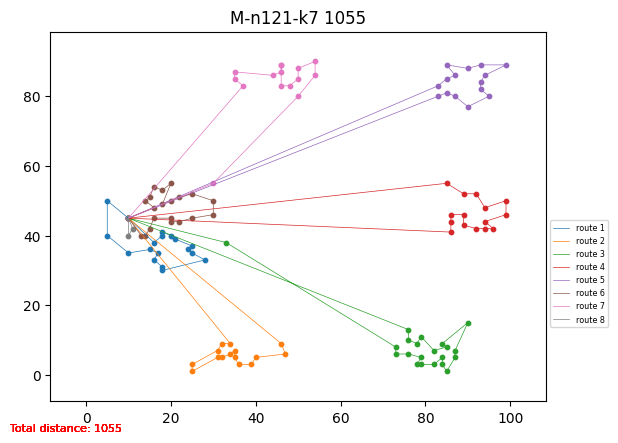 M-n121-k7 1055
80
60
40
20
0
0
20
40
60
80
100
route 1
route 2
route 3
route 4
route 5
route 6
route 7
route 8
Total distance: 1055